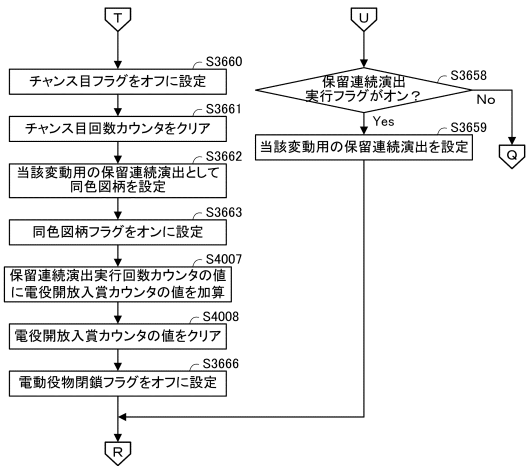 T
S3660
チャンス目フラグをオフに設定
S3661
チャンス目回数カウンタをクリア
S3662
当該変動用の保留連続演出として
同色図柄を設定
S3663
同色図柄フラグをオンに設定
S4007
保留連続演出実行回数カウンタの値
に電役開放入賞カウンタの値を加算
S4008
電役開放入賞カウンタの値をクリア
S3666
電動役物閉鎖フラグをオフに設定
R
U
S3658
保留連続演出
実行フラグがオン？
No
Yes
S3659
当該変動用の保留連続演出を設定
Q